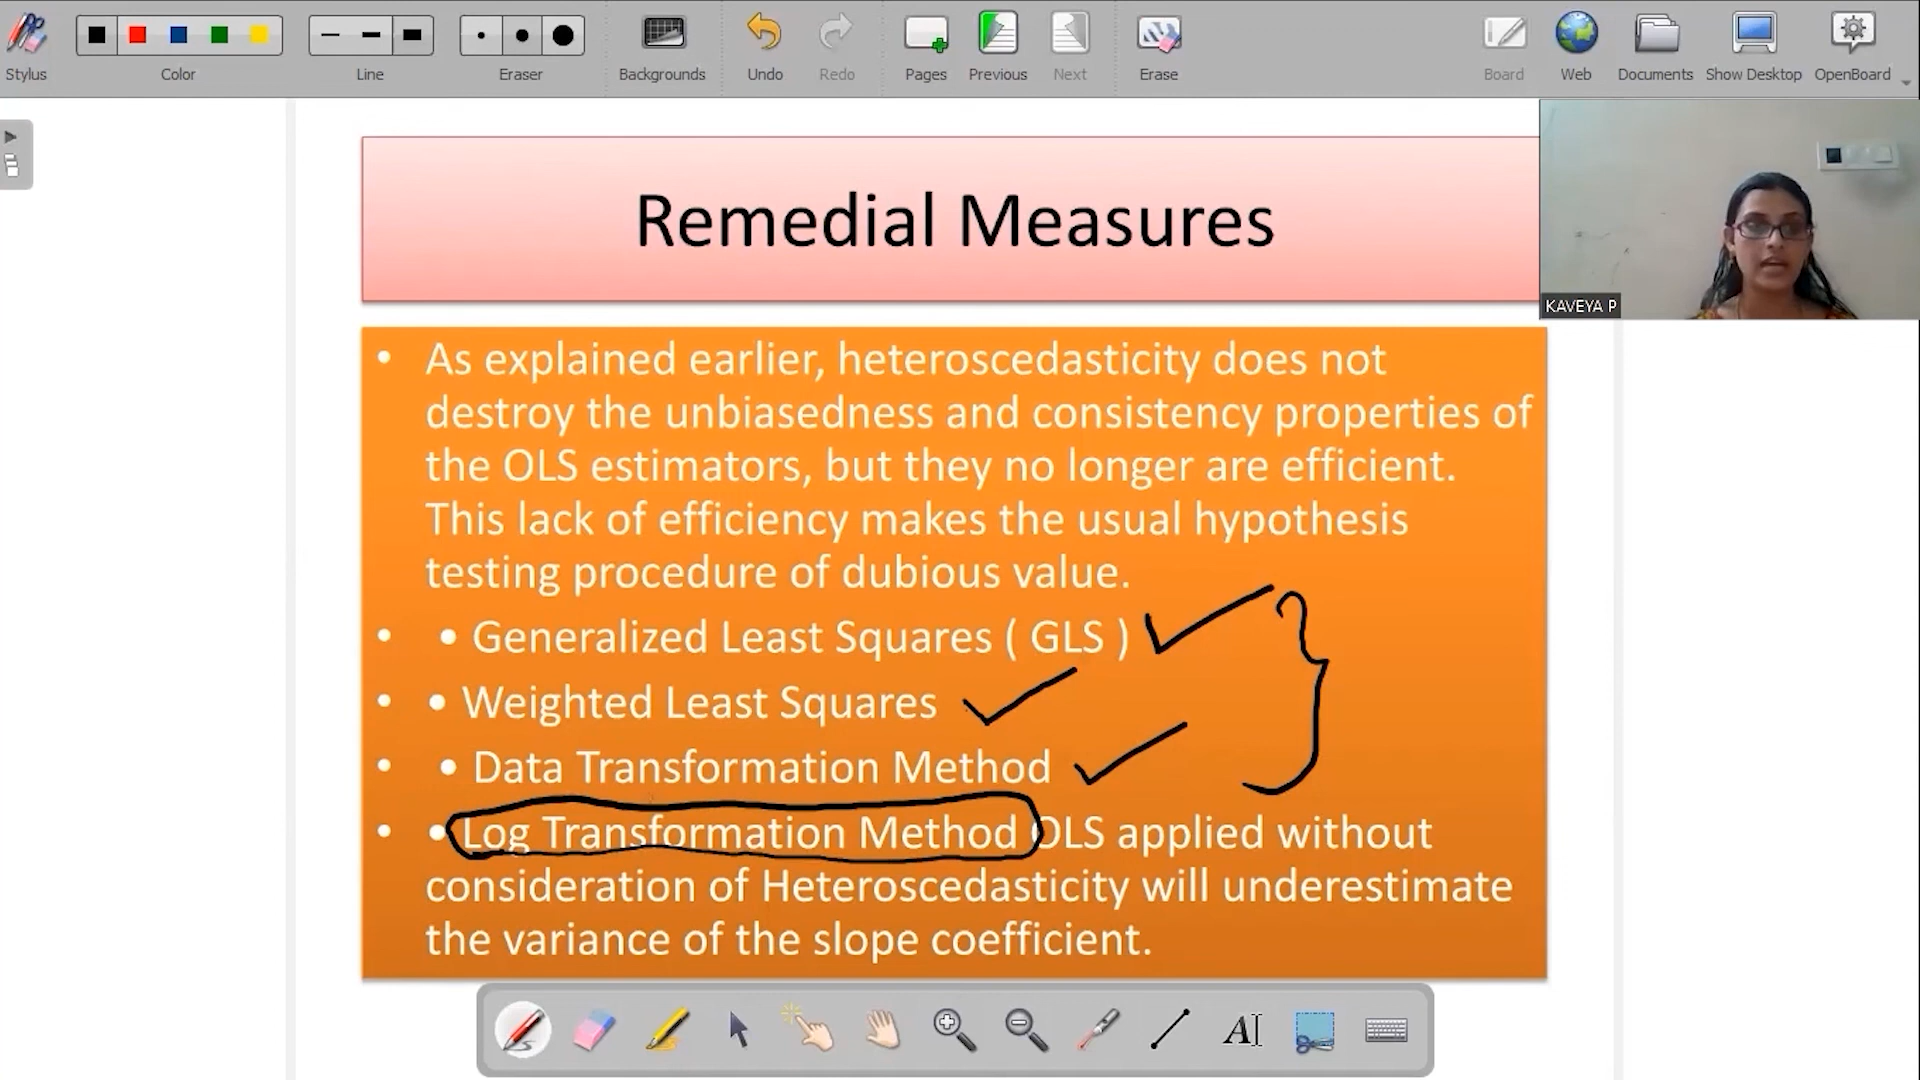 Stylus
Color
Line
Eraser
Backgrounds
Undo
Redo
Pages
Previous
Next
Erase
Board
Web
Documents
Show Desktop
OpenBoard
Remedial Measures
KAVEYA P
• As explained earlier, heteroscedasticity does not
destroy the unbiasedness and consistency properties of
the OLS estimators, but they no longer are efficient.
This lack of efficiency makes the usual hypothesis
testing procedure of dubious value.
• • Generalized Least Squares ( GLS )
• • Weighted Least Squares
• • Data Transformation Method
• • Log Transformation Method OLS applied without
consideration of Heteroscedasticity will underestimate
the variance of the slope coefficient.